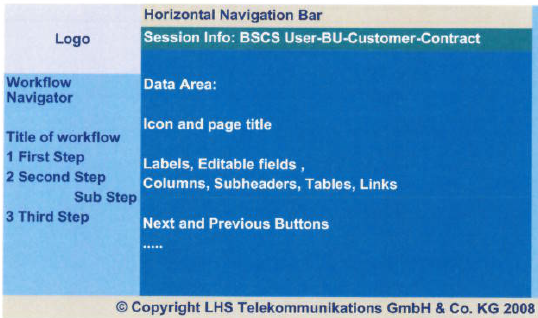 Horizontal Navigation Bar
Logo
Session Info: BSCS User-BU-Customer-Contract
Workflow
Navigator
Title of workflow
1 First Step
2 Second Step
Sub Step
3 Third Step
Data Area:
Icon and page title
Labels, Editable fields ,
Columns, Subheaders, Tables, Links
Next and Previous Buttons
.....
© Copyright LHS Telekommunikations GmbH & Co. KG 2008